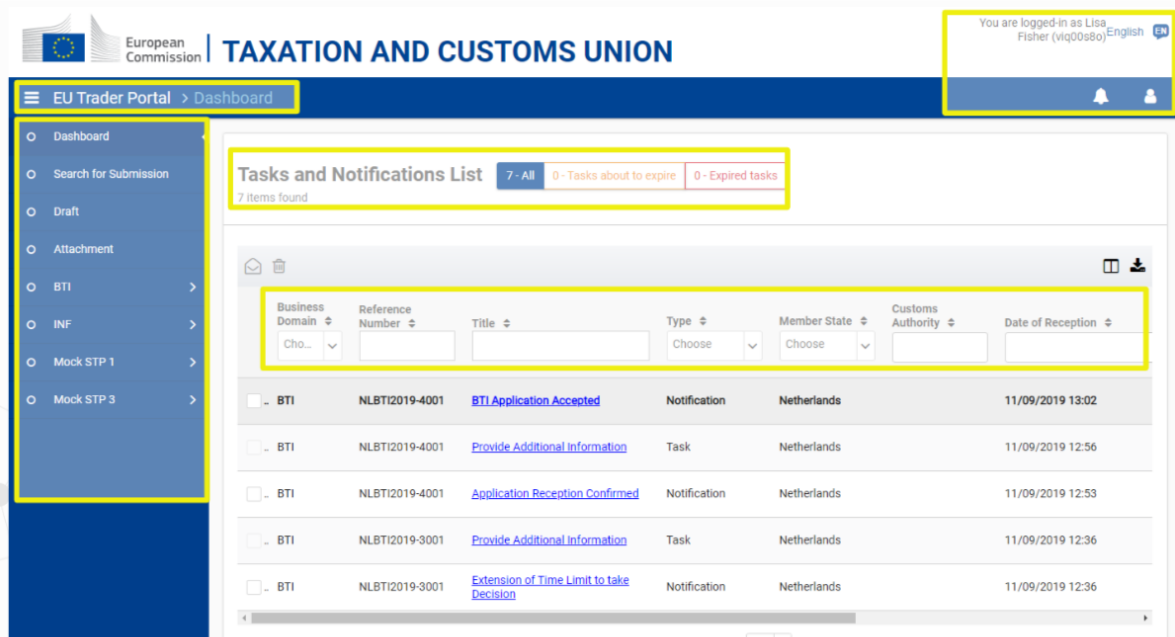 European
Commission
TAXATION AND CUSTOMS UNION
You are logged-in as Lisa
Fisher (viq00s8o)
English EN
EU Trader Portal > Dashboard
Dashboard
Search for Submission
Draft
Attachment
BTI
INF
Mock STP 1
Mock STP 3
Tasks and Notifications List 7 - All 0 - Tasks about to expire 0 - Expired tasks
7 items found
Business Domain Reference Number Title Type Member State Customs Authority Date of Reception
Cho... Choose Choose
.. BTI NLBTI2019-4001 BTI Application Accepted Notification Netherlands 11/09/2019 13:02
.. BTI NLBTI2019-4001 Provide Additional Information Task Netherlands 11/09/2019 12:56
.. BTI NLBTI2019-4001 Application Reception Confirmed Notification Netherlands 11/09/2019 12:53
.. BTI NLBTI2019-3001 Provide Additional Information Task Netherlands 11/09/2019 12:36
.. BTI NLBTI2019-3001 Extension of Time Limit to take Decision Notification Netherlands 11/09/2019 12:36